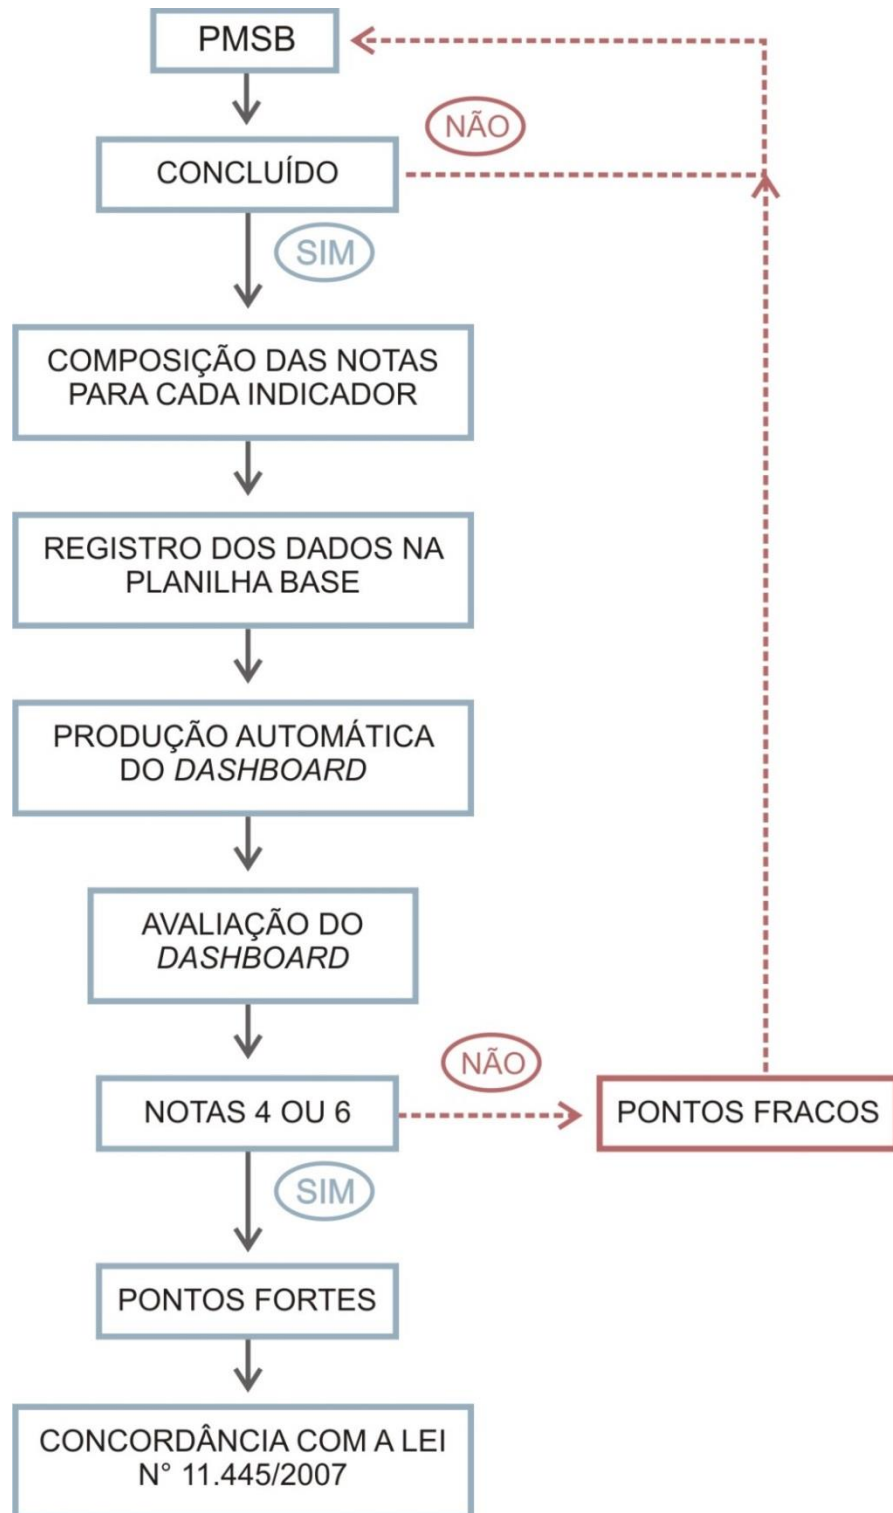 PMSB
NÃO
CONCLUÍDO
SIM
COMPOSIÇÃO DAS NOTAS
PARA CADA INDICADOR
REGISTRO DOS DADOS NA
PLANILHA BASE
PRODUÇÃO AUTOMÁTICA
DO DASHBOARD
AVALIAÇÃO DO
DASHBOARD
NÃO
NOTAS 4 OU 6
PONTOS FRACOS
SIM
PONTOS FORTES
CONCORDÂNCIA COM A LEI
N° 11.445/2007